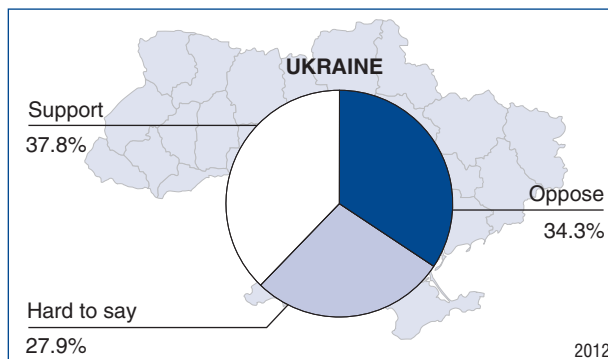 UKRAINE
Support
37.8%
Oppose
34.3%
Hard to say
27.9%
2012